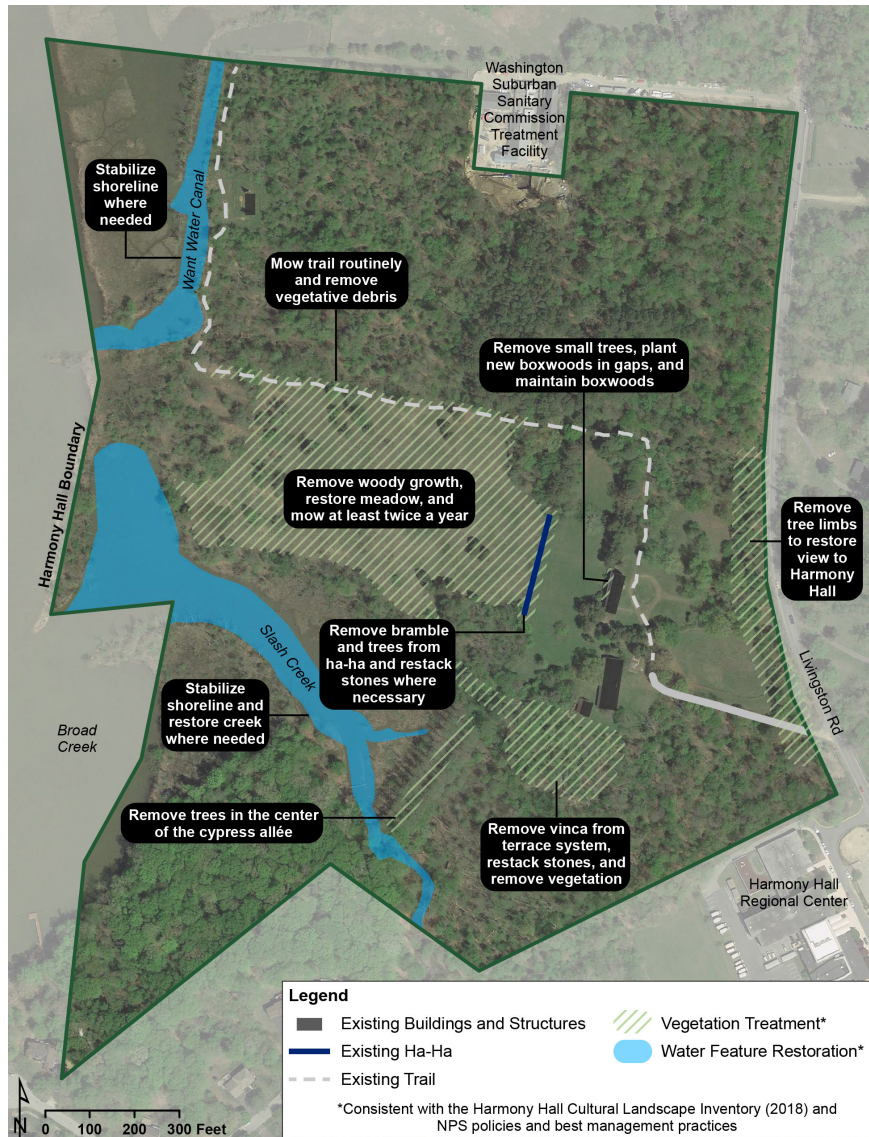 Washington
Suburban
Sanitary
Commission
Treatment
Facility
Stabilize
shoreline
where
needed
Want Water Canal
Mow trail routinely
and remove
vegetative debris
Remove small trees, plant
new boxwoods in gaps, and
maintain boxwoods
Harmony Hall Boundary
Remove woody growth,
restore meadow, and
mow at least twice a year
Remove
tree limbs
to restore
view to
Harmony
Hall
Slash Creek
Remove bramble
and trees from
ha-ha and restack
stones where
necessary
Livingston Rd
Stabilize
shoreline and
restore creek
where needed
Broad
Creek
Remove trees in the center
of the cypress allée
Remove vinca from
terrace system,
restack stones, and
remove vegetation
Harmony Hall
Regional Center
Legend
Existing Buildings and Structures
Existing Ha-Ha
Existing Trail
Vegetation Treatment*
Water Feature Restoration*
*Consistent with the Harmony Hall Cultural Landscape Inventory (2018) and
NPS policies and best management practices
N
0 100 200 300 Feet